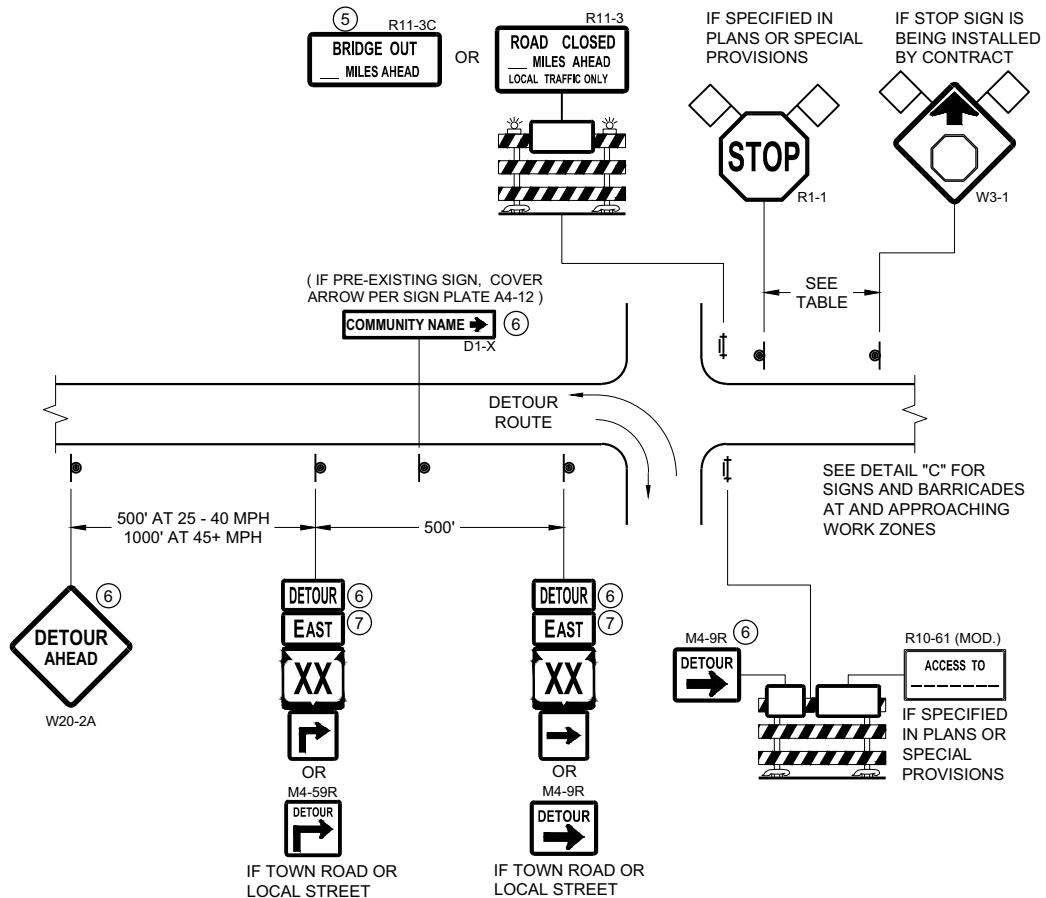 5
R11-3C
BRIDGE OUT
__ MILES AHEAD
OR
R11-3
ROAD CLOSED
__ MILES AHEAD
LOCAL TRAFFIC ONLY
IF SPECIFIED IN
PLANS OR SPECIAL
PROVISIONS
STOP
R1-1
IF STOP SIGN IS
BEING INSTALLED
BY CONTRACT
W3-1
SEE
TABLE
( IF PRE-EXISTING SIGN, COVER
ARROW PER SIGN PLATE A4-12 )
COMMUNITY NAME
6
D1-X
DETOUR
ROUTE
SEE DETAIL "C" FOR
SIGNS AND BARRICADES
AT AND APPROACHING
WORK ZONES
500' AT 25 - 40 MPH
1000' AT 45+ MPH
500'
6
DETOUR
AHEAD
W20-2A
DETOUR
6
EAST
7
XX
OR
M4-59R
DETOUR
IF TOWN ROAD OR
LOCAL STREET
DETOUR
6
EAST
7
XX
OR
M4-9R
DETOUR
IF TOWN ROAD OR
LOCAL STREET
M4-9R
6
DETOUR
R10-61 (MOD.)
ACCESS TO
_ _ _ _ _ _ _
IF SPECIFIED
IN PLANS OR
SPECIAL
PROVISIONS